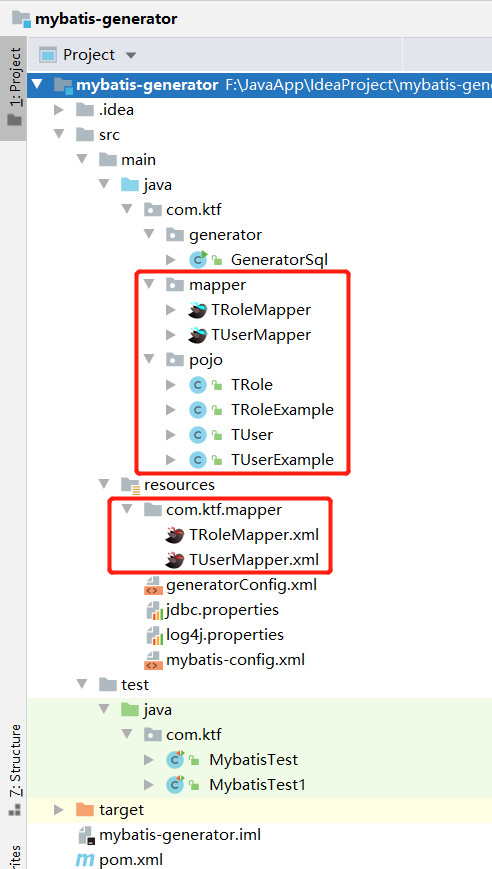 mybatis-generator
Project
1: Project
mybatis-generator F:\JavaApp\IdeaProject\mybatis-gene
.idea
src
main
java
com.ktf
generator
GeneratorSql
mapper
TRoleMapper
TUserMapper
pojo
TRole
TRoleExample
TUser
TUserExample
resources
com.ktf.mapper
TRoleMapper.xml
TUserMapper.xml
generatorConfig.xml
jdbc.properties
log4j.properties
mybatis-config.xml
test
java
com.ktf
MybatisTest
MybatisTest1
target
mybatis-generator.iml
pom.xml
Z: Structure